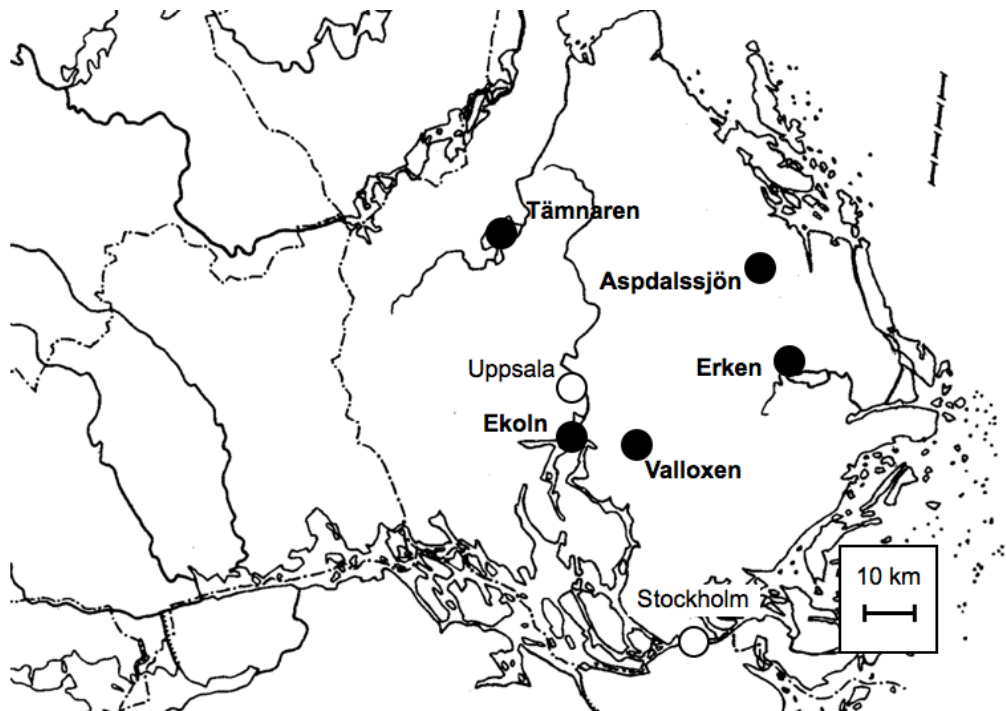 Tämnaren
Aspdalssjön
Uppsala
Erken
Ekoln
Valloxen
10 km
Stockholm